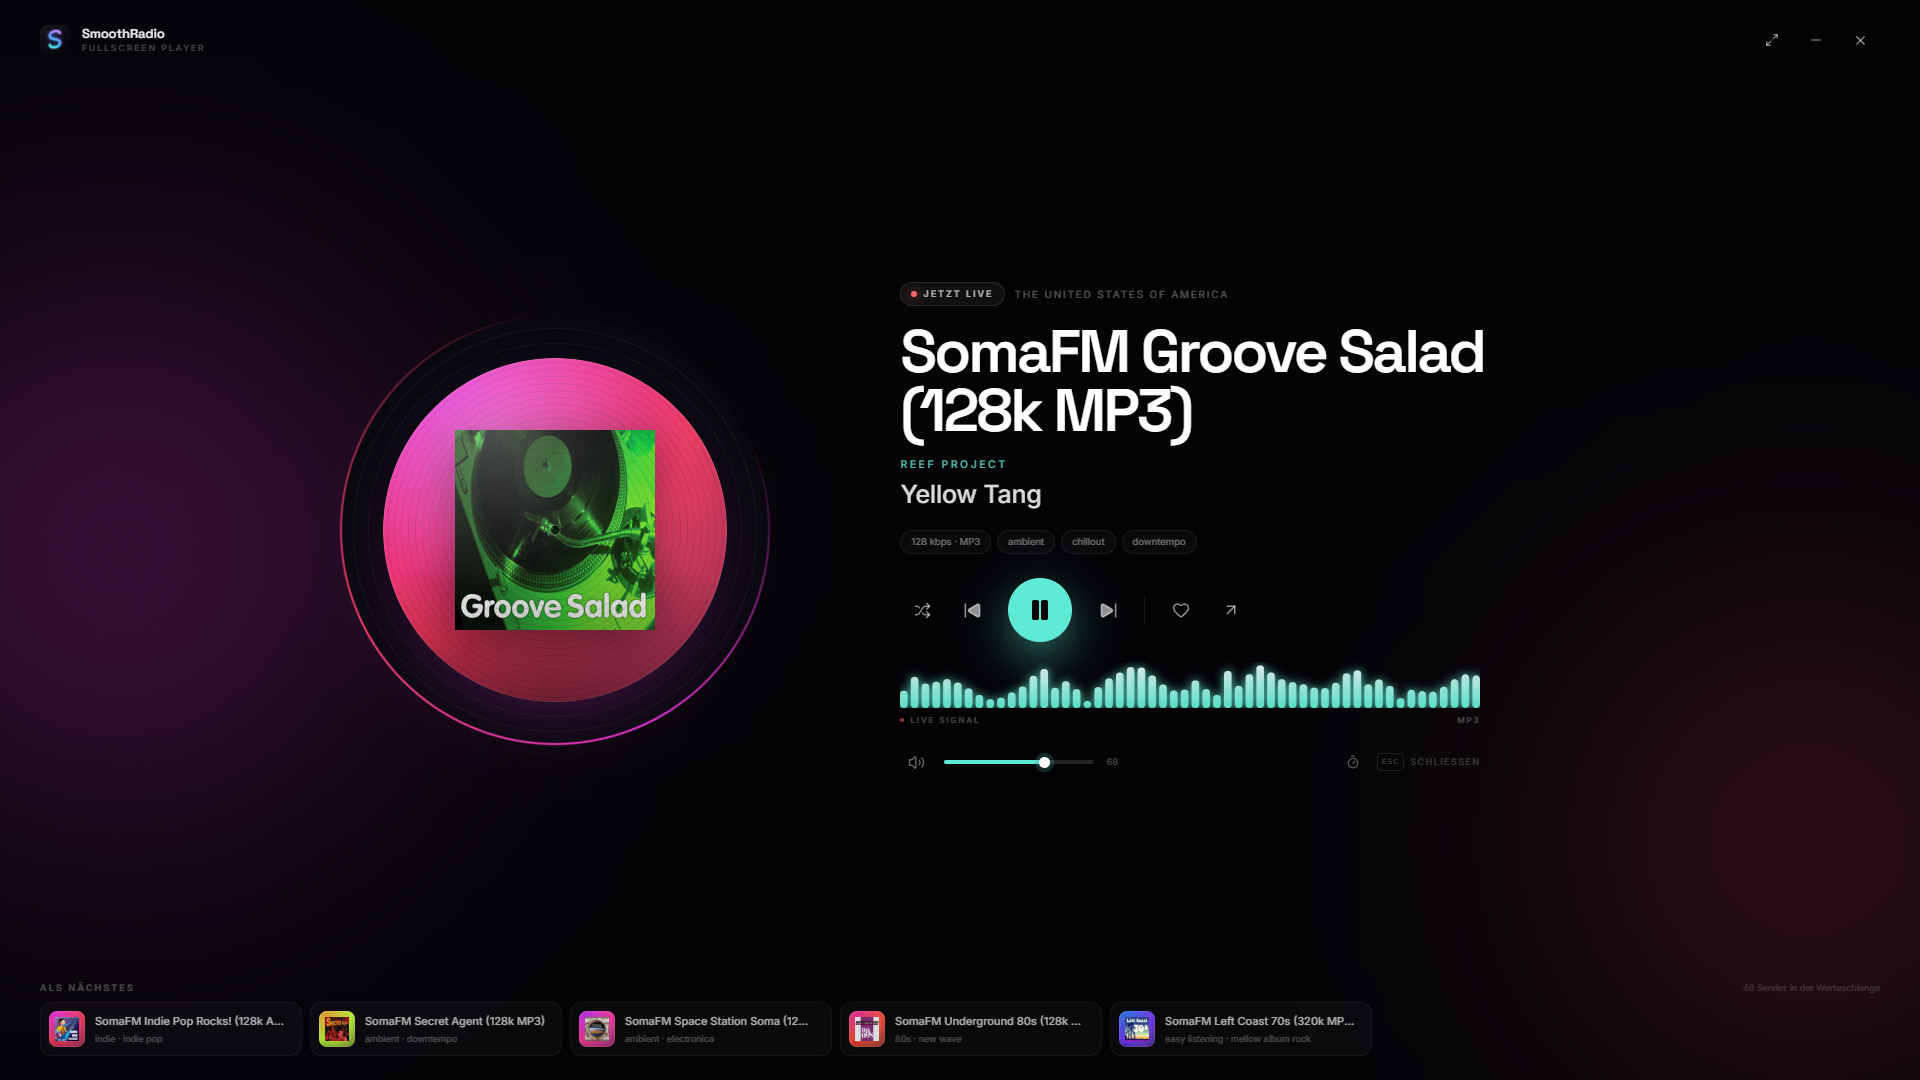 SmoothRadio
FULLSCREEN PLAYER
JETZT LIVE
THE UNITED STATES OF AMERICA
SomaFM Groove Salad
(128k MP3)
REEF PROJECT
Yellow Tang
128 kbps · MP3
ambient
chillout
downtempo
Groove Salad
LIVE SIGNAL
MP3
68
ESC
SCHLIESSEN
ALS NÄCHSTES
48 Sender in der Warteschlange
SomaFM Indie Pop Rocks! (128k A...
indie · indie pop
SomaFM Secret Agent (128k MP3)
ambient · downtempo
SomaFM Space Station Soma (12...
ambient · electronica
SomaFM Underground 80s (128k ...
80s · new wave
SomaFM Left Coast 70s (320k MP...
easy listening · mellow album rock